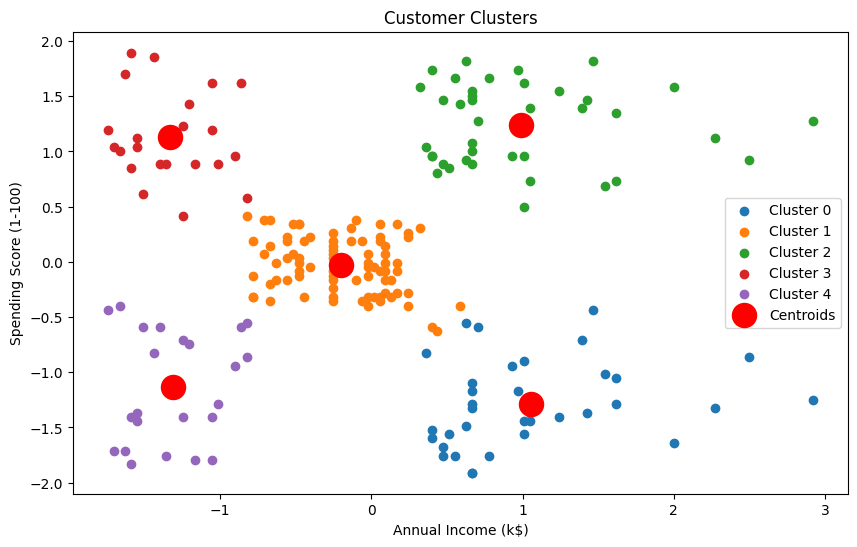 Customer Clusters
Spending Score (1-100)
2.0
1.5
1.0
0.5
0.0
−0.5
−1.0
−1.5
−2.0
Cluster 0
Cluster 1
Cluster 2
Cluster 3
Cluster 4
Centroids
−1
0
1
2
3
Annual Income (k$)